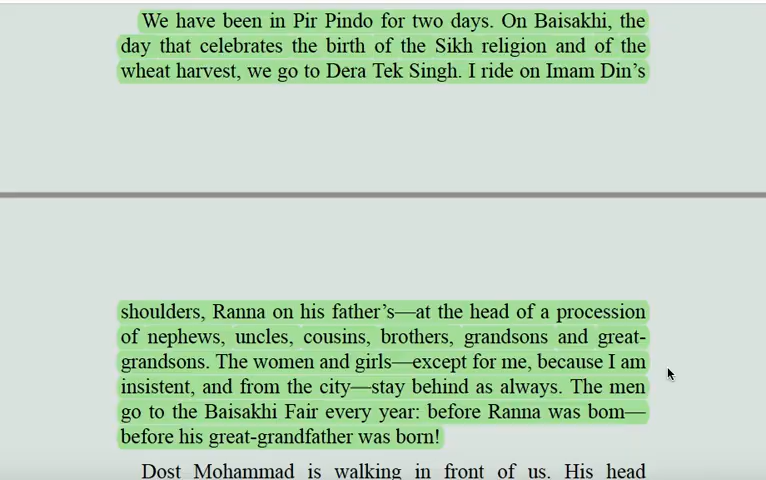 We have been in Pir Pindo for two days. On Baisakhi, the
day that celebrates the birth of the Sikh religion and of the
wheat harvest, we go to Dera Tek Singh. I ride on Imam Din’s
shoulders, Ranna on his father’s—at the head of a procession
of nephews, uncles, cousins, brothers, grandsons and great-
grandsons. The women and girls—except for me, because I am
insistent, and from the city—stay behind as always. The men
go to the Baisakhi Fair every year: before Ranna was bom—
before his great-grandfather was born!
Dost Mohammad is walking in front of us. His head